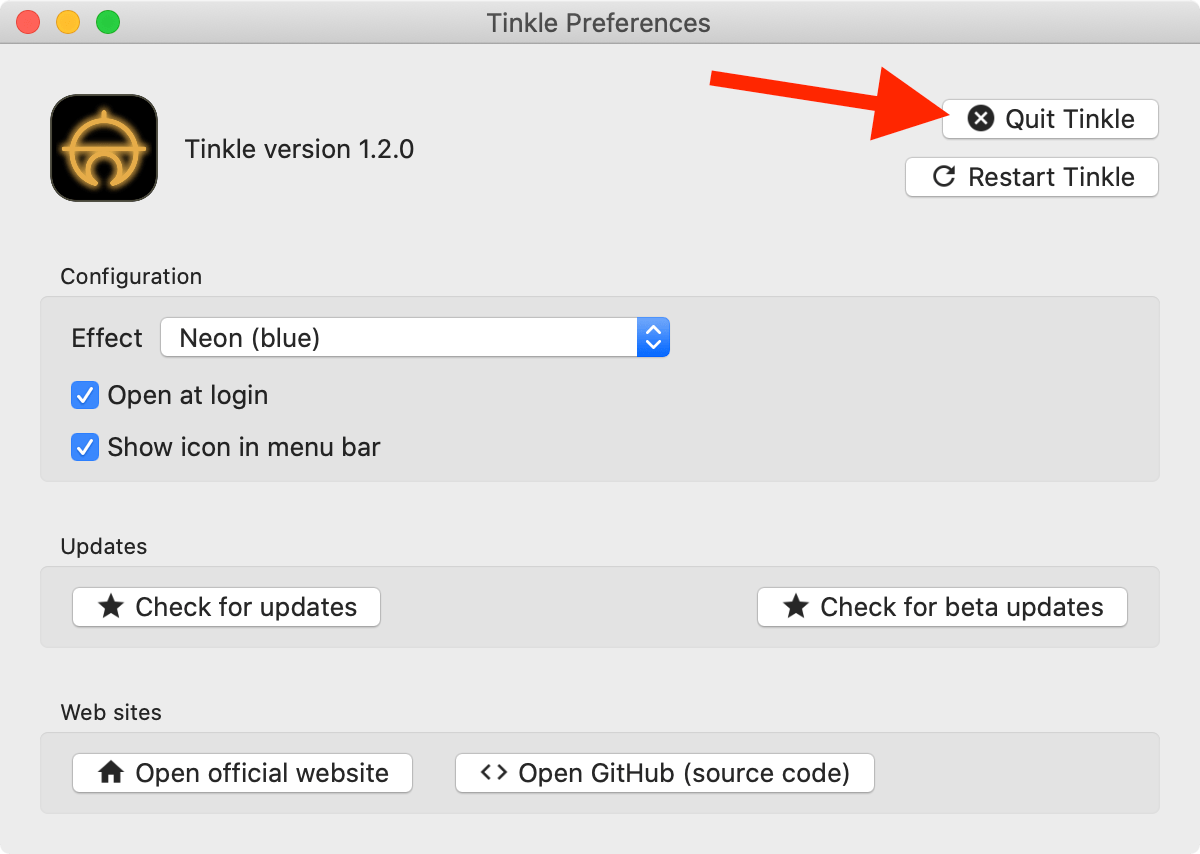 Tinkle Preferences
Tinkle version 1.2.0
Quit Tinkle
Restart Tinkle
Configuration
Effect Neon (blue)
Open at login
Show icon in menu bar
Updates
Check for updates Check for beta updates
Web sites
Open official website Open GitHub (source code)